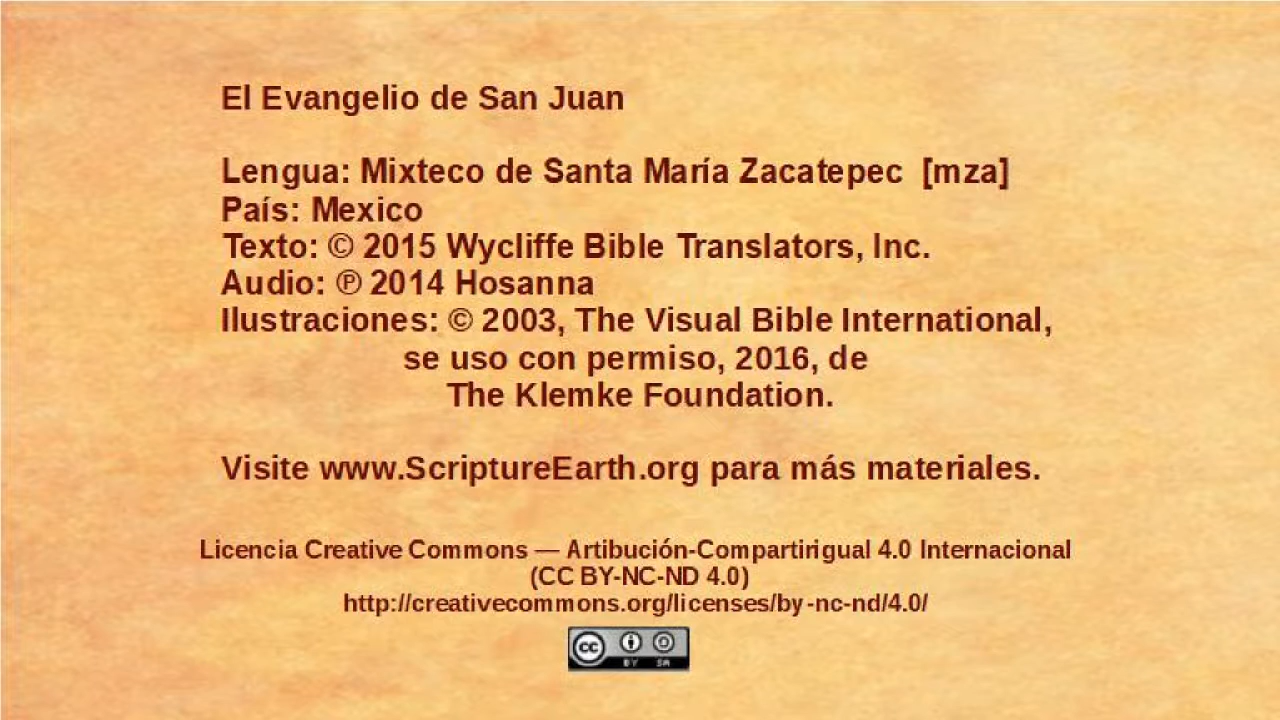 El Evangelio de San Juan
Lengua: Mixteco de Santa María Zacatepec [mza]
País: Mexico
Texto: © 2015 Wycliffe Bible Translators, Inc.
Audio: ℗ 2014 Hosanna
Ilustraciones: © 2003, The Visual Bible International,
se uso con permiso, 2016, de
The Klemke Foundation.
Visite www.ScriptureEarth.org para más materiales.
Licencia Creative Commons — Artibución-Compartirigual 4.0 Internacional
(CC BY-NC-ND 4.0)
http://creativecommons.org/licenses/by-nc-nd/4.0/
cc
BY SA